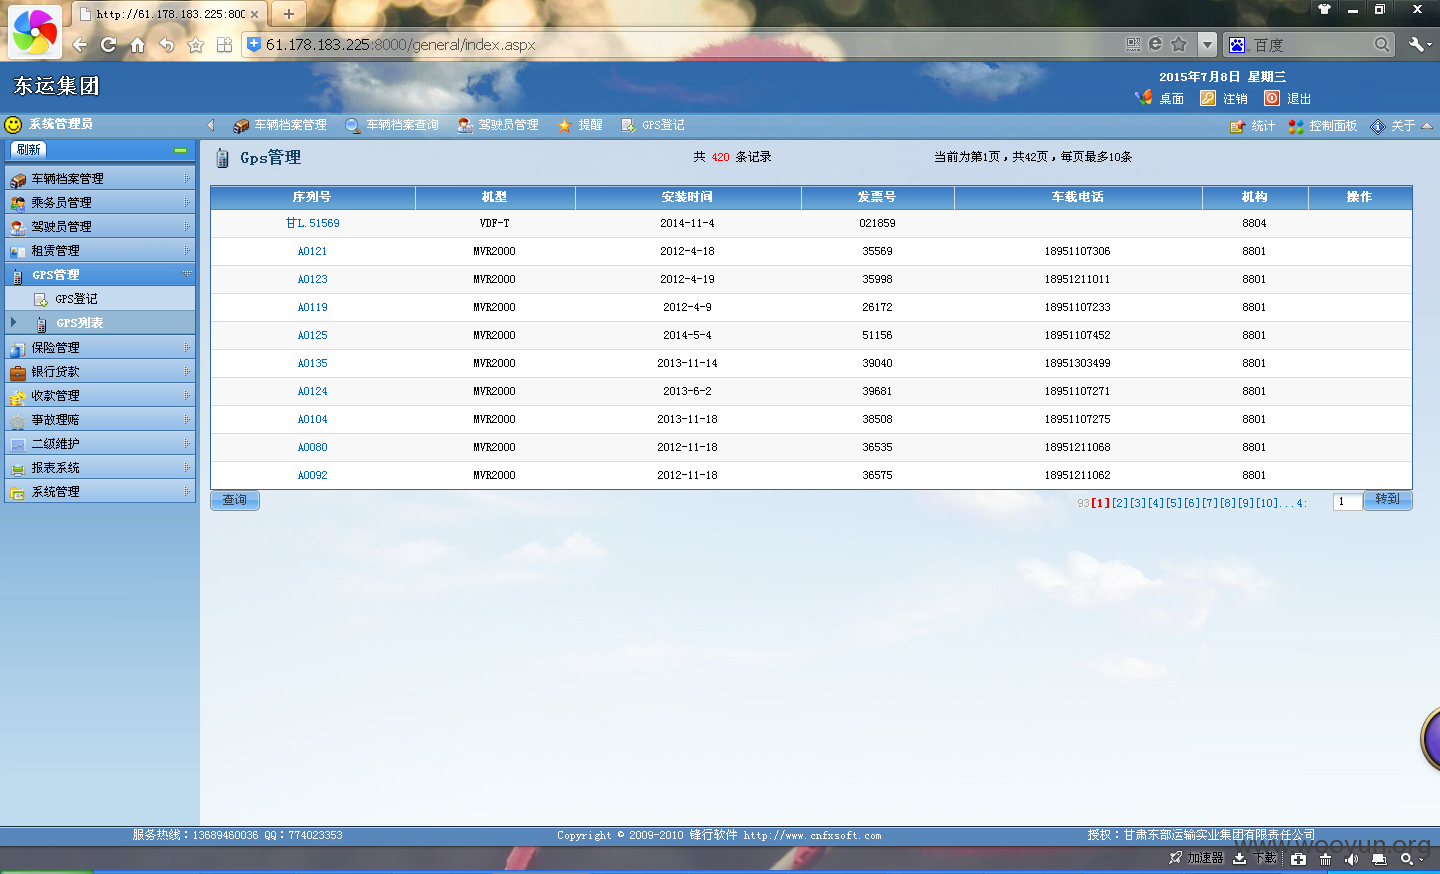 http://61.178.183.225:800
61.178.183.225:8000/general/index.aspx
百度
东运集团
2015年7月8日 星期三
桌面 注销 退出
系统管理员
车辆档案管理 车辆档案查询 驾驶员管理 提醒 GPS登记
统计 控制面板 关于
刷新
车辆档案管理
乘务员管理
驾驶员管理
租赁管理
GPS管理
GPS登记
GPS列表
保险管理
银行贷款
收款管理
事故理赔
二级维护
报表系统
系统管理
Gps管理
共 420 条记录
当前为第1页，共42页，每页最多10条
序列号 机型 安装时间 发票号 车载电话 机构 操作
甘L.51569 VDF-T 2014-11-4 021859 8804
A0121 MVR2000 2012-4-18 35569 18951107306 8801
A0123 MVR2000 2012-4-19 35998 18951211011 8801
A0119 MVR2000 2012-4-9 26172 18951107233 8801
A0125 MVR2000 2014-5-4 51156 18951107452 8801
A0135 MVR2000 2013-11-14 39040 18951303499 8801
A0124 MVR2000 2013-6-2 39681 18951107271 8801
A0104 MVR2000 2013-11-18 38508 18951107275 8801
A0080 MVR2000 2012-11-18 36535 18951211068 8801
A0092 MVR2000 2012-11-18 36575 18951211062 8801
查询
93[1][2][3][4][5][6][7][8][9][10]...4:
1 转到
服务热线：13689460036 QQ：774023353
Copyright © 2009-2010 锋行软件 http://www.cnfxsoft.com
授权：甘肃东部运输实业集团有限责任公司
www.wooyun.org
加速器 下载